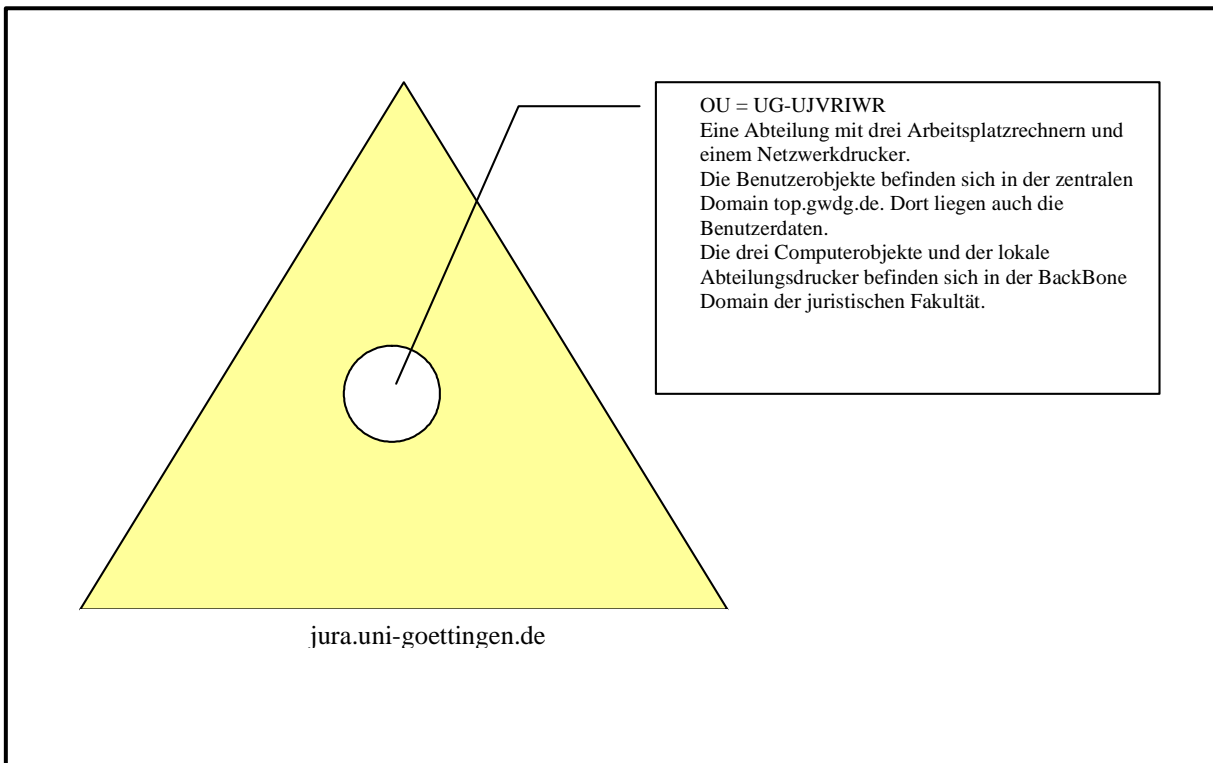 OU = UG-UJVRIWR
Eine Abteilung mit drei Arbeitsplatzrechnern und
einem Netzwerkdrucker.
Die Benutzerobjekte befinden sich in der zentralen
Domain top.gwdg.de. Dort liegen auch die
Benutzerdaten.
Die drei Computerobjekte und der lokale
Abteilungsdrucker befinden sich in der BackBone
Domain der juristischen Fakultät.
jura.uni-goettingen.de